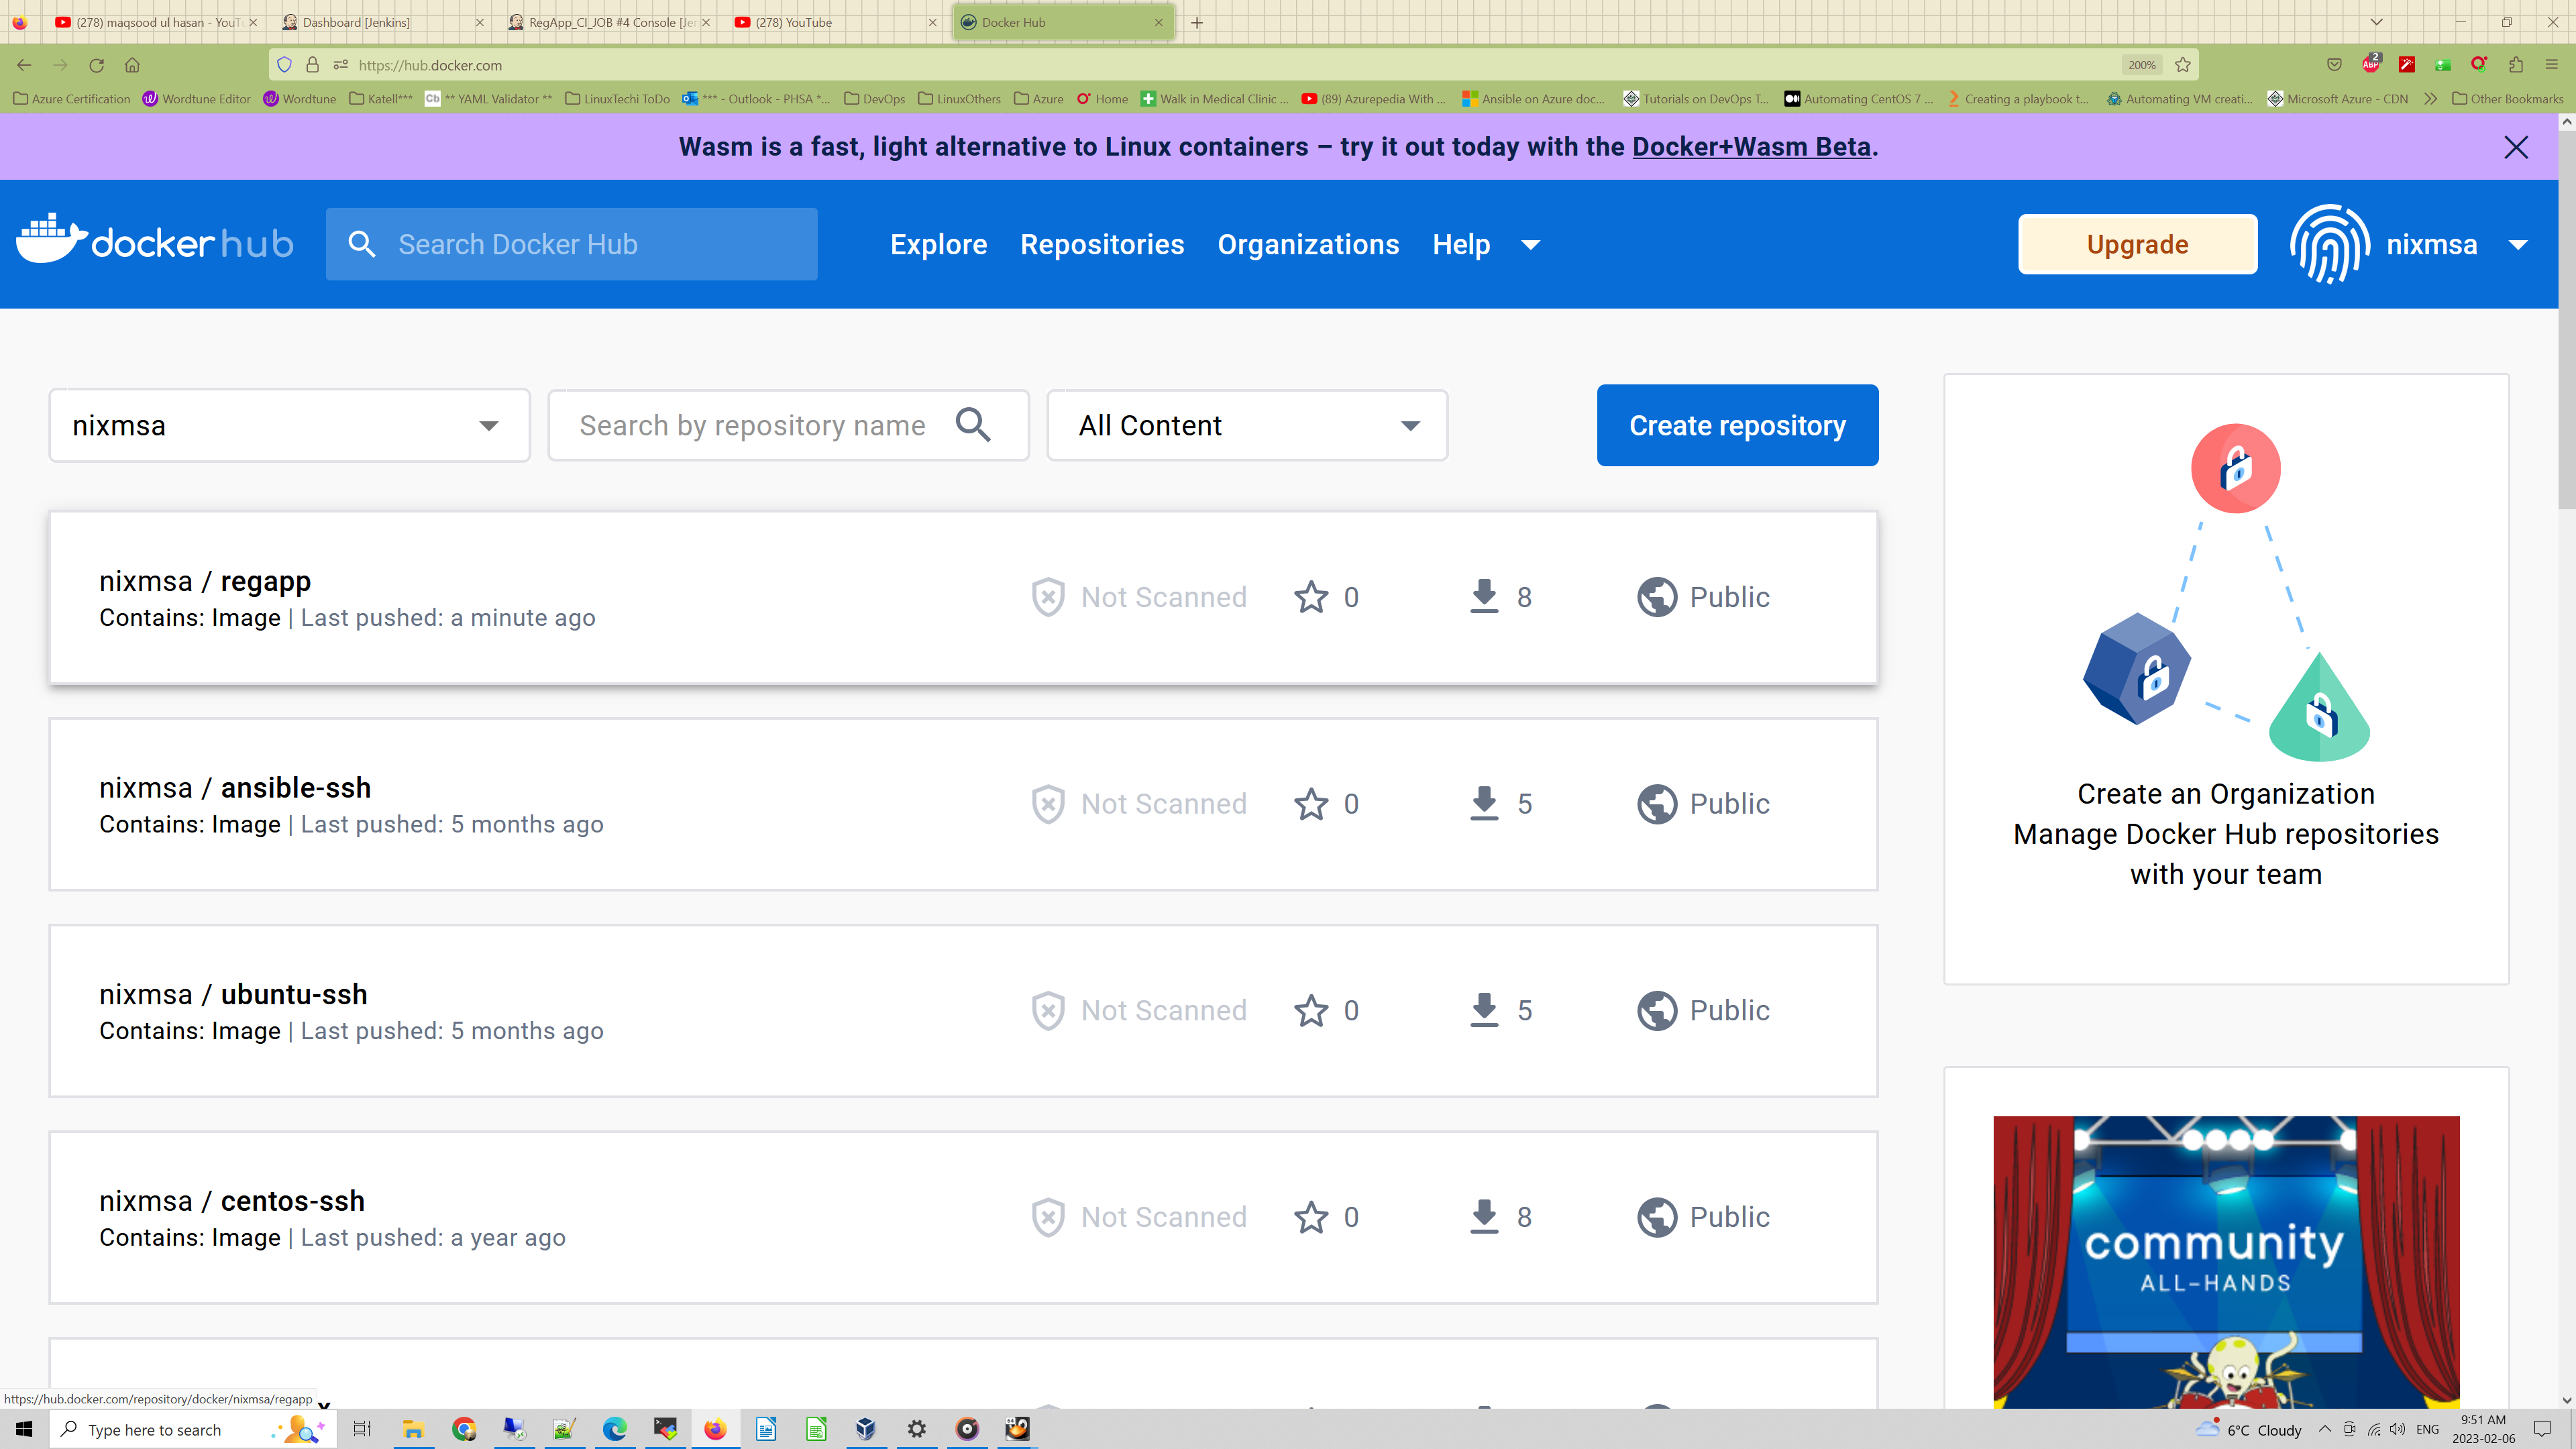 (278) maqsood ul hasan - YouT
Dashboard [Jenkins]
RegApp_CI_JOB #4 Console [Jen
(278) YouTube
Docker Hub
https://hub.docker.com
200%
2
ABP
Azure Certification
Wordtune Editor
Wordtune
Katell***
Cb
** YAML Validator **
LinuxTechi ToDo
*** - Outlook - PHSA *...
DevOps
LinuxOthers
Azure
Home
Walk in Medical Clinic ...
(89) Azurepedia With ...
Ansible on Azure doc...
Tutorials on DevOps T...
Automating CentOS 7 ...
Creating a playbook t...
Automating VM creati...
Microsoft Azure - CDN
Other Bookmarks
Wasm is a fast, light alternative to Linux containers – try it out today with the Docker+Wasm Beta.
docker hub
Search Docker Hub
Explore
Repositories
Organizations
Help
Upgrade
nixmsa
nixmsa
Search by repository name
All Content
Create repository
nixmsa / regapp
Contains: Image | Last pushed: a minute ago
Not Scanned
0
8
Public
nixmsa / ansible-ssh
Contains: Image | Last pushed: 5 months ago
Not Scanned
0
5
Public
nixmsa / ubuntu-ssh
Contains: Image | Last pushed: 5 months ago
Not Scanned
0
5
Public
nixmsa / centos-ssh
Contains: Image | Last pushed: a year ago
Not Scanned
0
8
Public
Create an Organization
Manage Docker Hub repositories
with your team
community
ALL-HANDS
https://hub.docker.com/repository/docker/nixmsa/regapp
Type here to search
6°C Cloudy
ENG
9:51 AM
2023-02-06